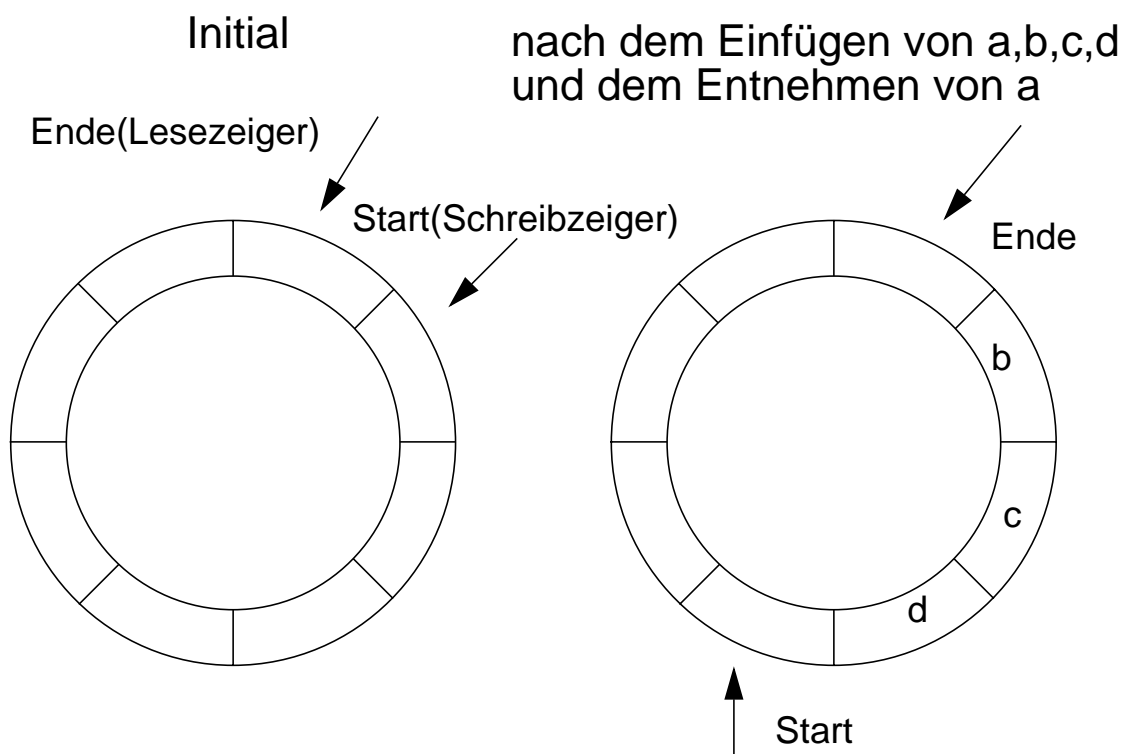 Initial
nach dem Einfügen von a,b,c,d
und dem Entnehmen von a
Ende(Lesezeiger)
Start(Schreibzeiger)
Ende
b
c
d
Start